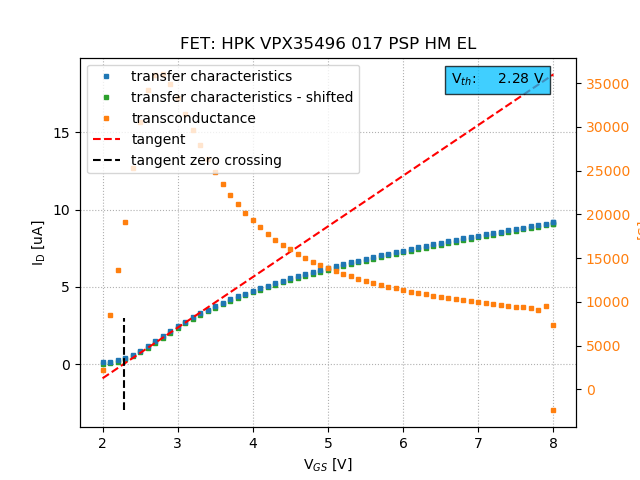 FET: HPK VPX35496 017 PSP HM EL
transfer characteristics
transfer characteristics - shifted
transconductance
tangent
tangent zero crossing
V_th: 2.28 V
I_D [uA]
15
10
5
0
35000
30000
25000
20000
15000
10000
5000
0
2 3 4 5 6 7 8
V_GS [V]